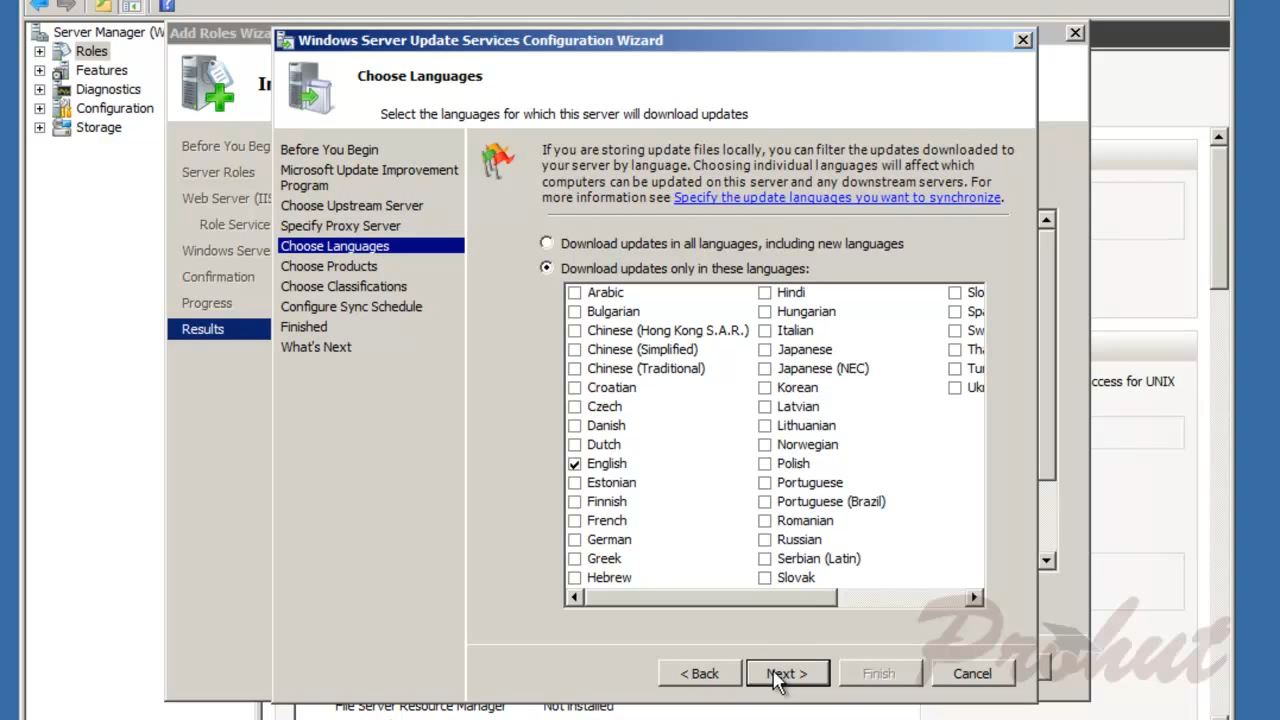 Server Manager (W
Roles
Features
Diagnostics
Configuration
Storage
Add Roles Wiza
Before You Beg
Server Roles
Web Server (IIS
Role Service
Windows Serve
Confirmation
Progress
Results
Windows Server Update Services Configuration Wizard
Choose Languages
Select the languages for which this server will download updates
Before You Begin
Microsoft Update Improvement
Program
Choose Upstream Server
Specify Proxy Server
Choose Languages
Choose Products
Choose Classifications
Configure Sync Schedule
Finished
What's Next
If you are storing update files locally, you can filter the updates downloaded to
your server by language. Choosing individual languages will affect which
computers can be updated on this server and any downstream servers. For
more information see Specify the update languages you want to synchronize.
Download updates in all languages, including new languages
Download updates only in these languages:
Arabic
Bulgarian
Chinese (Hong Kong S.A.R.)
Chinese (Simplified)
Chinese (Traditional)
Croatian
Czech
Danish
Dutch
English
Estonian
Finnish
French
German
Greek
Hebrew
Hindi
Hungarian
Italian
Japanese
Japanese (NEC)
Korean
Latvian
Lithuanian
Norwegian
Polish
Portuguese
Portuguese (Brazil)
Romanian
Russian
Serbian (Latin)
Slovak
Slo
Spa
Sw
Tha
Tur
Ukr
< Back
Next >
Finish
Cancel
ccess for UNIX
File Server Resource Manager
Not installed
Prohut